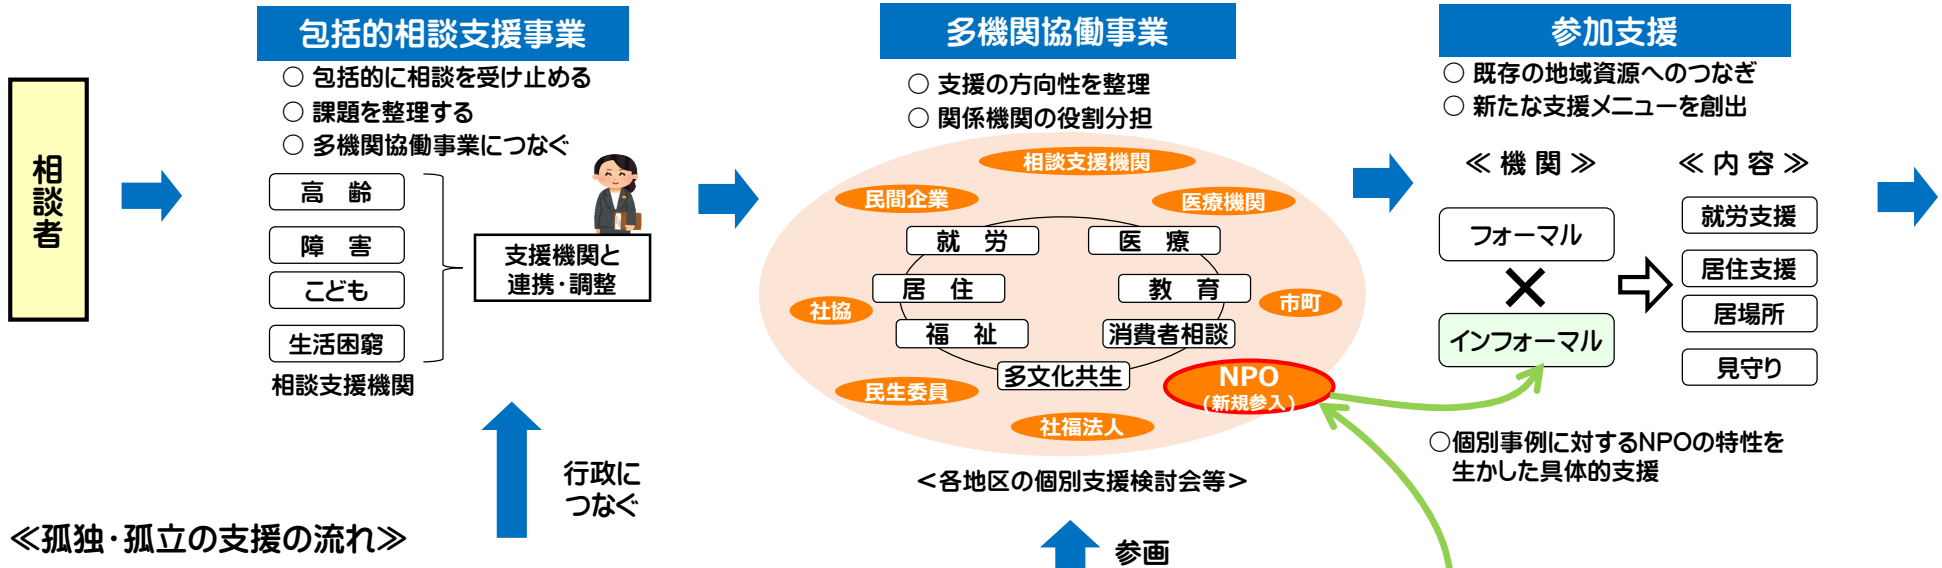 相談者
包括的相談支援事業
○ 包括的に相談を受け止める
○ 課題を整理する
○ 多機関協働事業につなぐ
高　齢
障　害
こども
生活困窮
相談支援機関
支援機関と
連携・調整
行政に
つなぐ
≪孤独・孤立の支援の流れ≫
多機関協働事業
○ 支援の方向性を整理
○ 関係機関の役割分担
相談支援機関
民間企業
医療機関
就　労
医　療
居　住
教　育
社協
市町
福　祉
消費者相談
多文化共生
民生委員
NPO
(新規参入)
社福法人
＜各地区の個別支援検討会等＞
参画
参加支援
○ 既存の地域資源へのつなぎ
○ 新たな支援メニューを創出
≪ 機 関 ≫
≪ 内 容 ≫
フォーマル
×
インフォーマル
就労支援
居住支援
居場所
見守り
○個別事例に対するNPOの特性を
生かした具体的支援